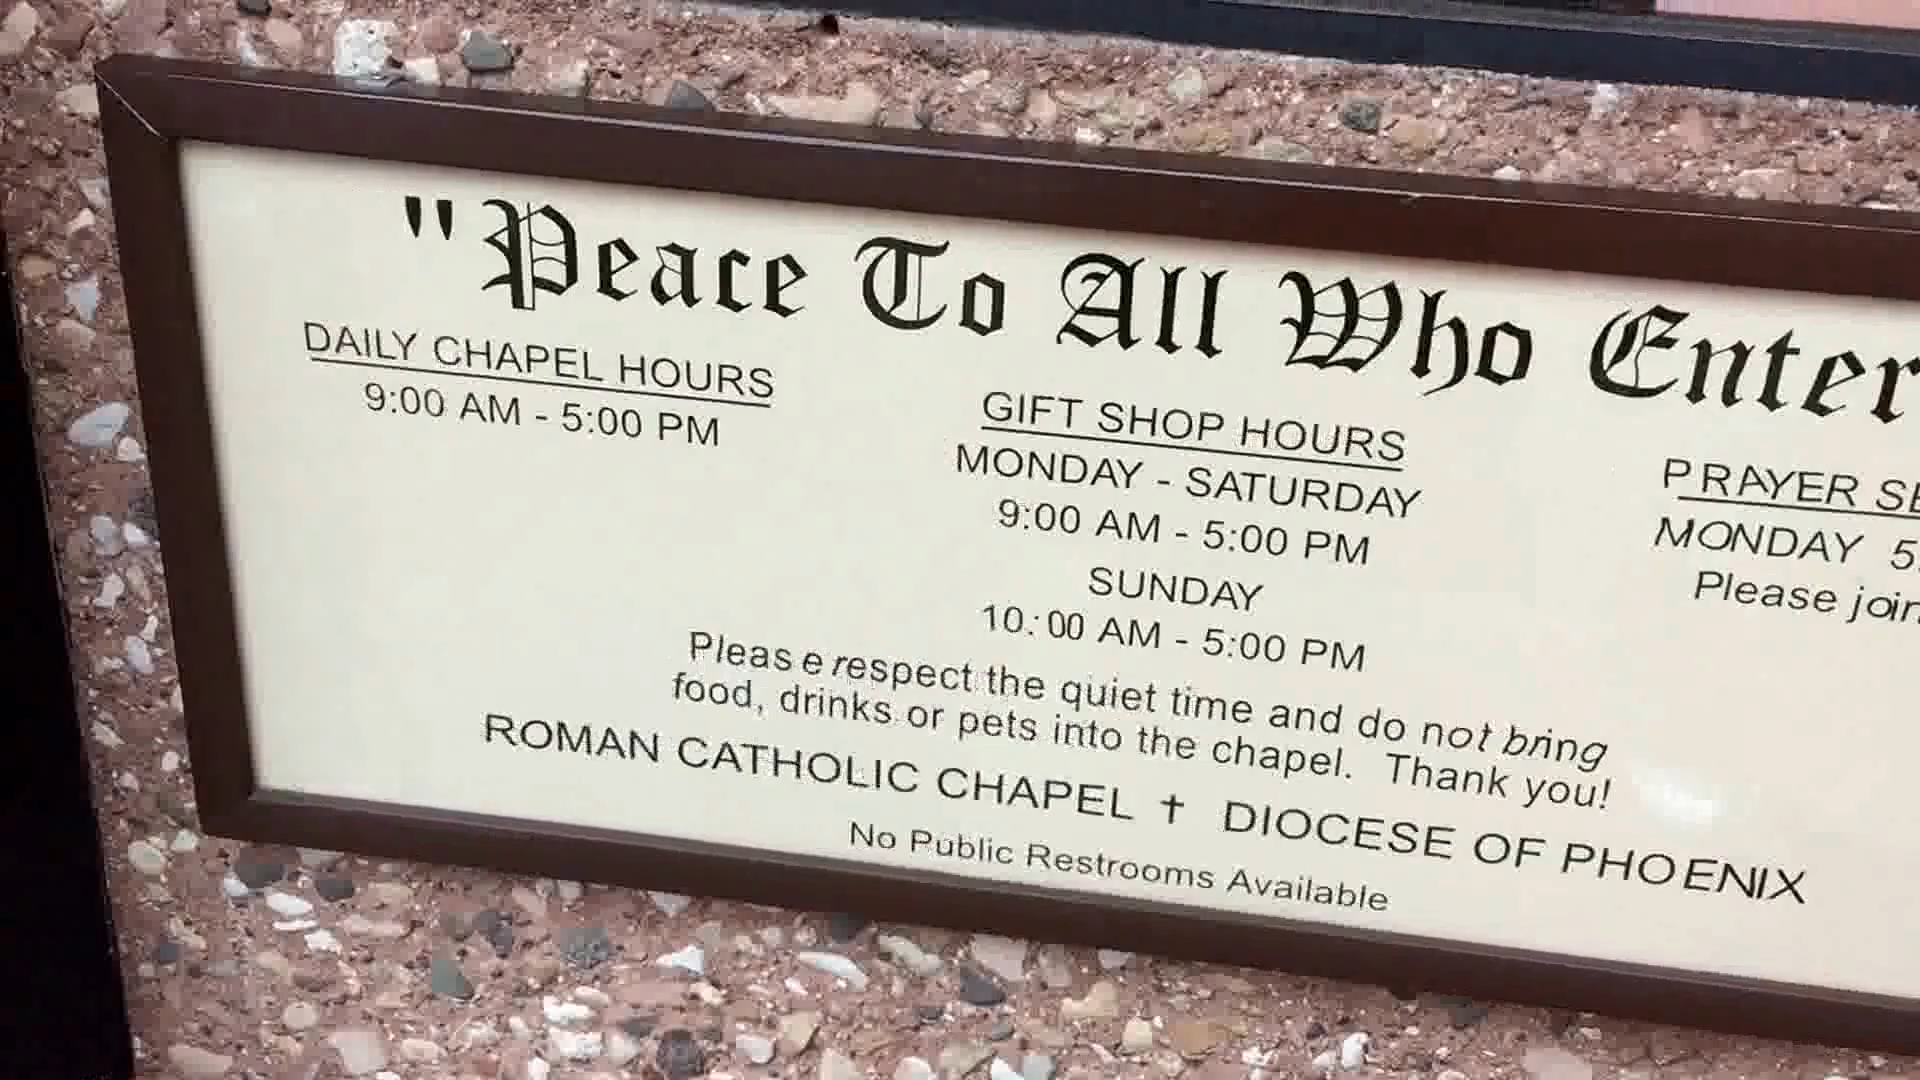 "Peace To All Who Enter
DAILY CHAPEL HOURS
9:00 AM - 5:00 PM
GIFT SHOP HOURS
MONDAY - SATURDAY
9:00 AM - 5:00 PM
SUNDAY
10:00 AM - 5:00 PM
PRAYER
MONDAY 5
Please join
Please respect the quiet time and do not bring
food, drinks or pets into the chapel. Thank you!
ROMAN CATHOLIC CHAPEL ✝ DIOCESE OF PHOENIX
No Public Restrooms Available